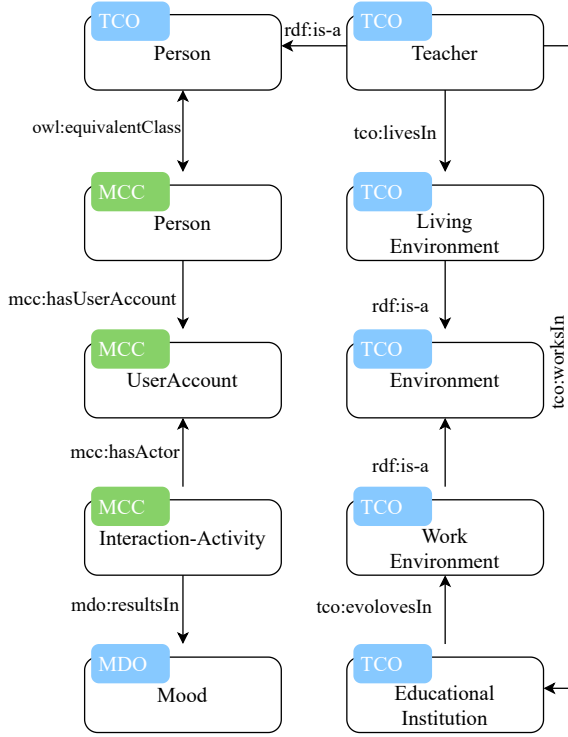 TCO
Person
rdf:is-a
TCO
Teacher
owl:equivalentClass
tco:livesIn
MCC
Person
TCO
Living
Environment
mcc:hasUserAccount
rdf:is-a
MCC
UserAccount
TCO
Environment
tco:worksIn
mcc:hasActor
rdf:is-a
MCC
Interaction-Activity
TCO
Work
Environment
mdo:resultsIn
tco:evolovesIn
MDO
Mood
TCO
Educational
Institution